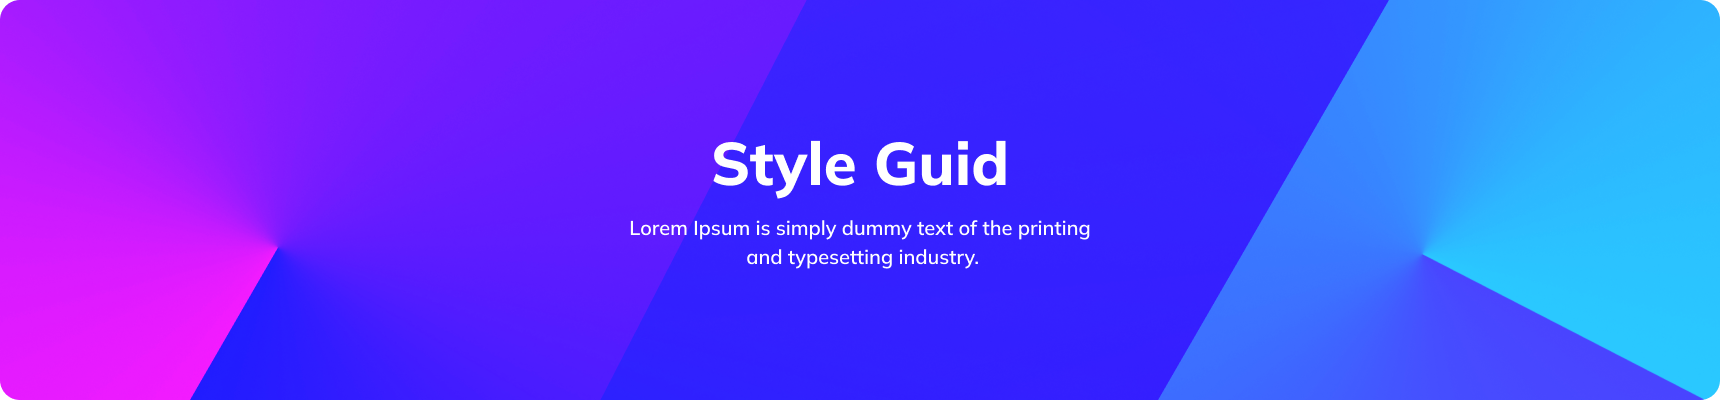 Style Guid
Lorem Ipsum is simply dummy text of the printing
and typesetting industry.